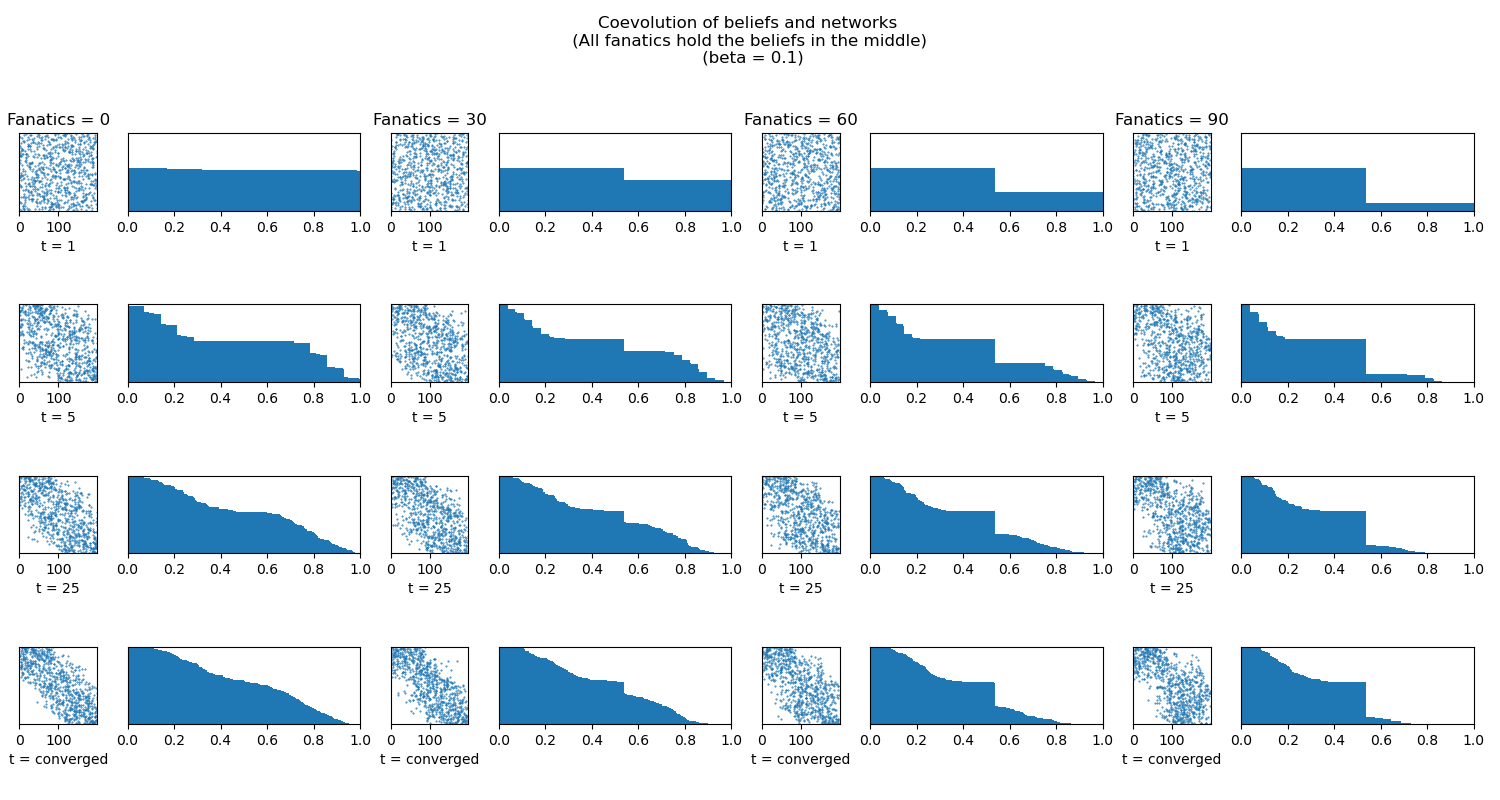 Coevolution of beliefs and networks
(All fanatics hold the beliefs in the middle)
(beta = 0.1)
Fanatics = 0 Fanatics = 30 Fanatics = 60 Fanatics = 90
0 100 0.0 0.2 0.4 0.6 0.8 1.0 0 100 0.0 0.2 0.4 0.6 0.8 1.0 0 100 0.0 0.2 0.4 0.6 0.8 1.0 0 100 0.0 0.2 0.4 0.6 0.8 1.0
t = 1 t = 1 t = 1 t = 1
0 100 0.0 0.2 0.4 0.6 0.8 1.0 0 100 0.0 0.2 0.4 0.6 0.8 1.0 0 100 0.0 0.2 0.4 0.6 0.8 1.0 0 100 0.0 0.2 0.4 0.6 0.8 1.0
t = 5 t = 5 t = 5 t = 5
0 100 0.0 0.2 0.4 0.6 0.8 1.0 0 100 0.0 0.2 0.4 0.6 0.8 1.0 0 100 0.0 0.2 0.4 0.6 0.8 1.0 0 100 0.0 0.2 0.4 0.6 0.8 1.0
t = 25 t = 25 t = 25 t = 25
0 100 0.0 0.2 0.4 0.6 0.8 1.0 0 100 0.0 0.2 0.4 0.6 0.8 1.0 0 100 0.0 0.2 0.4 0.6 0.8 1.0 0 100 0.0 0.2 0.4 0.6 0.8 1.0
t = converged t = converged t = converged t = converged